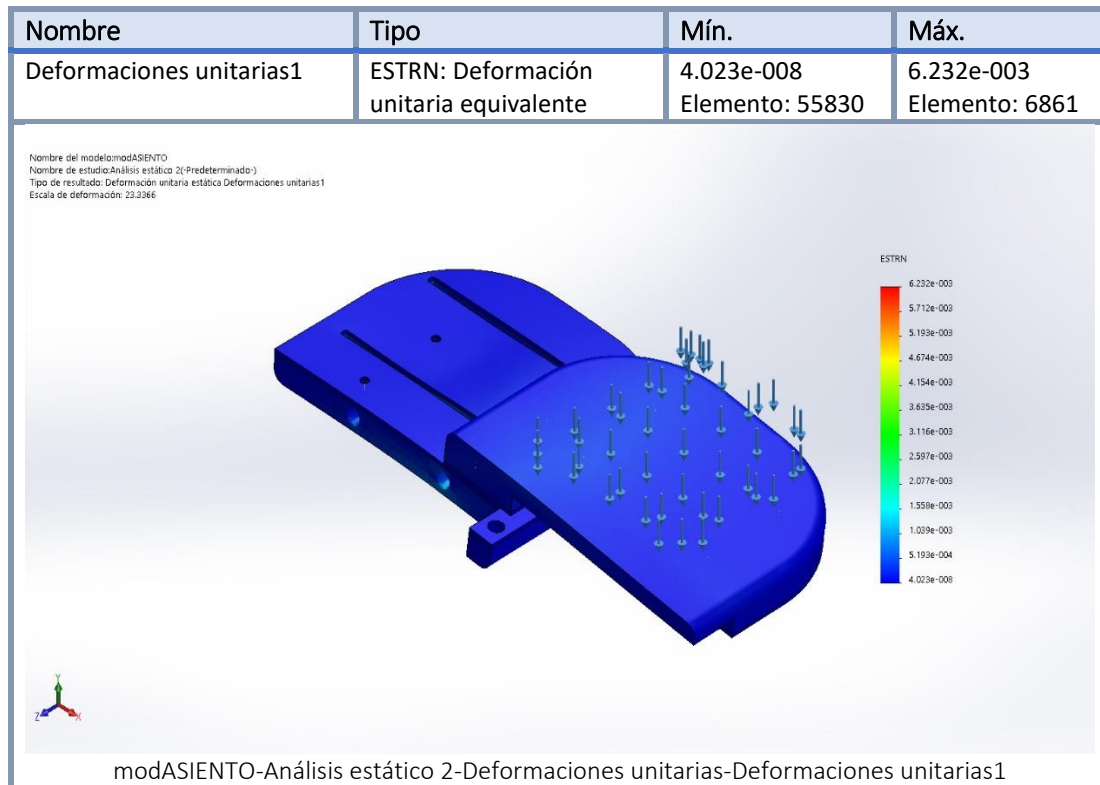 Nombre Tipo Mín. Máx.
Deformaciones unitarias1 ESTRN: Deformación unitaria equivalente 4.023e-008 Elemento: 55830 6.232e-003 Elemento: 6861
Nombre del modelo:modASIENTO
Nombre de estudio:Análisis estático 2(-Predeterminado-)
Tipo de resultado: Deformación unitaria estática Deformaciones unitarias1
Escala de deformación: 23.3366
ESTRN
6.232e-003
5.712e-003
5.193e-003
4.674e-003
4.154e-003
3.635e-003
3.116e-003
2.597e-003
2.077e-003
1.558e-003
1.039e-003
5.193e-004
4.023e-008
Y
Z X
modASIENTO-Análisis estático 2-Deformaciones unitarias-Deformaciones unitarias1